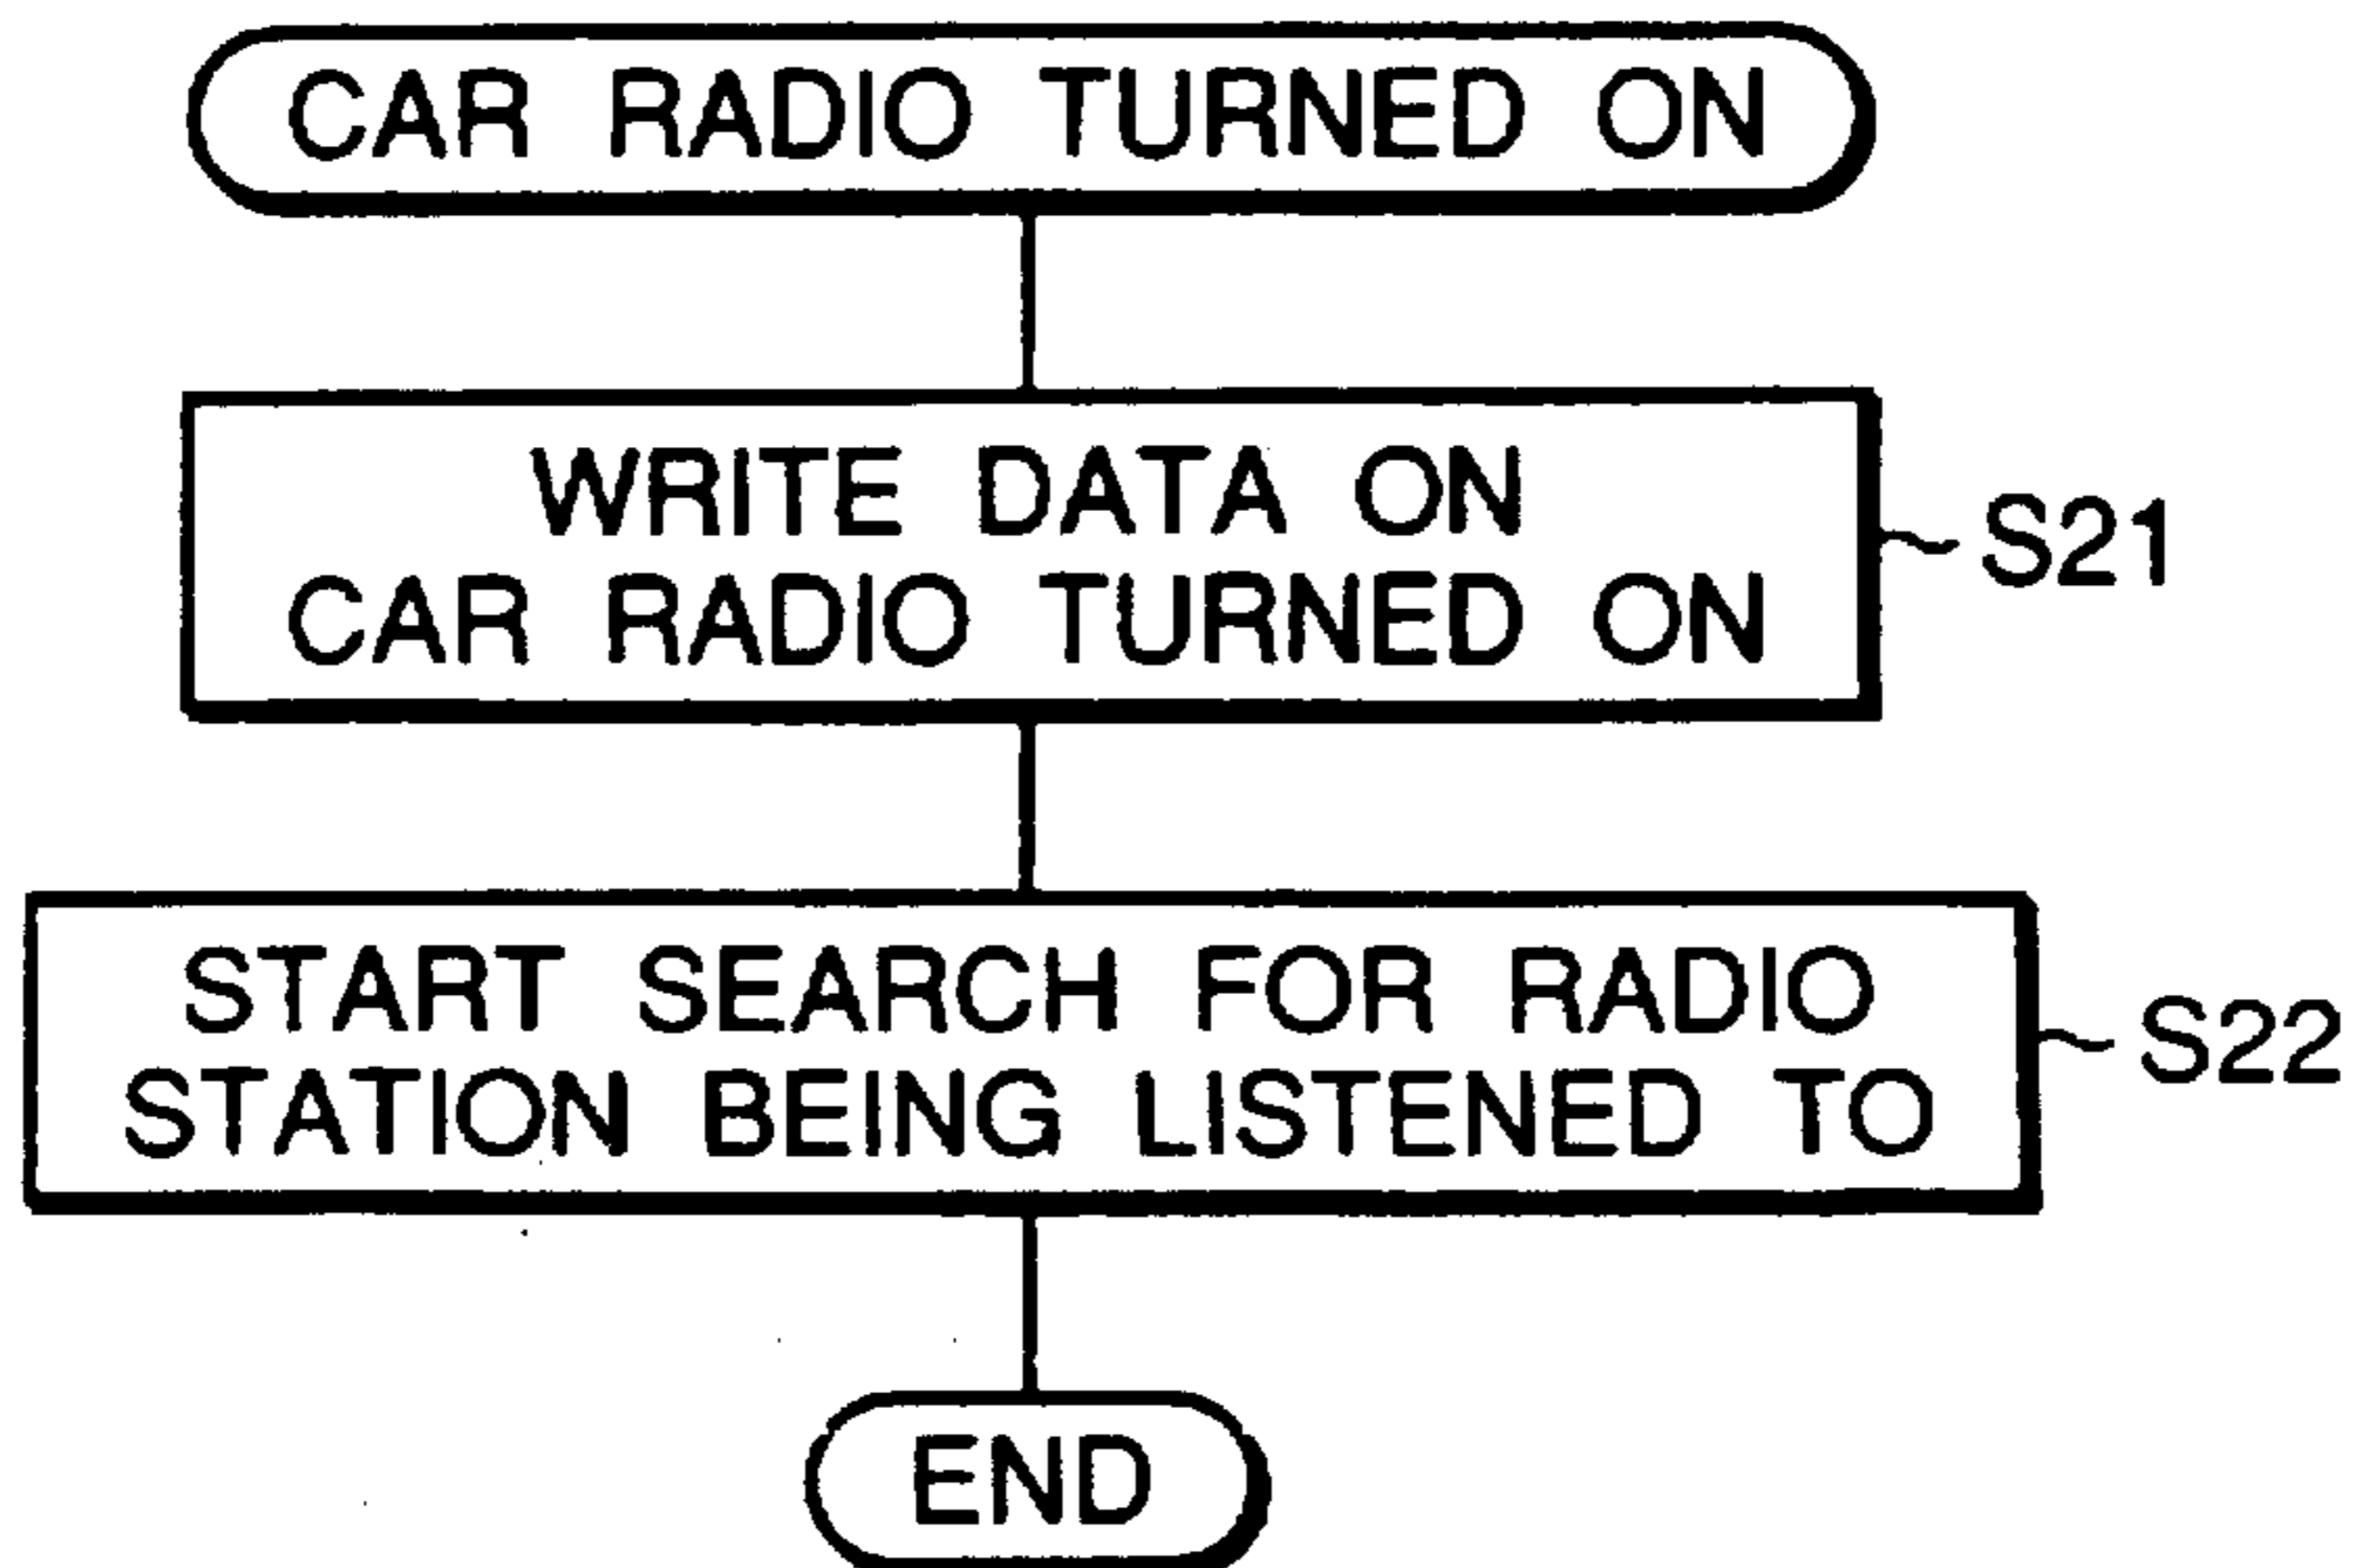 CAR RADIO TURNED ON
WRITE DATA ON
CAR RADIO TURNED ON
S21
START SEARCH FOR RADIO
STATION BEING LISTENED TO
S22
END